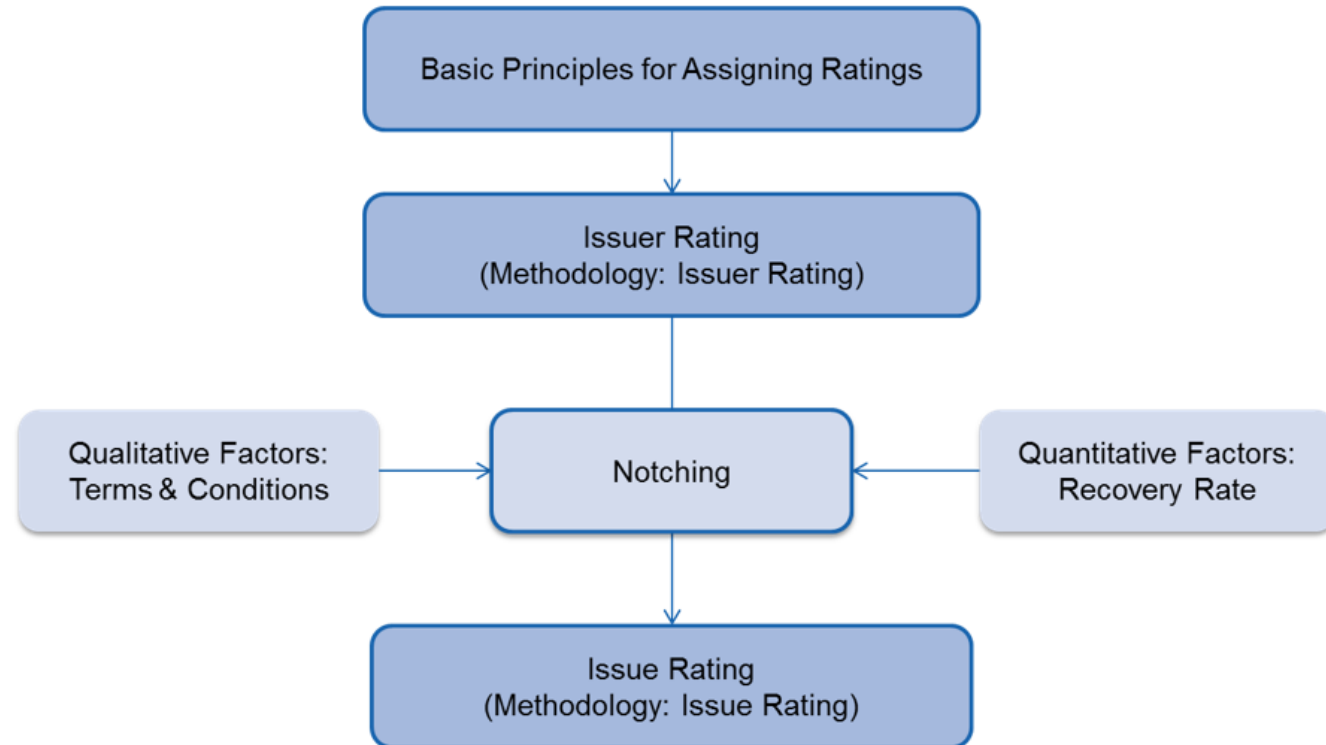 Basic Principles for Assigning Ratings
Issuer Rating
(Methodology: Issuer Rating)
Qualitative Factors:
Terms & Conditions
Notching
Quantitative Factors:
Recovery Rate
Issue Rating
(Methodology: Issue Rating)